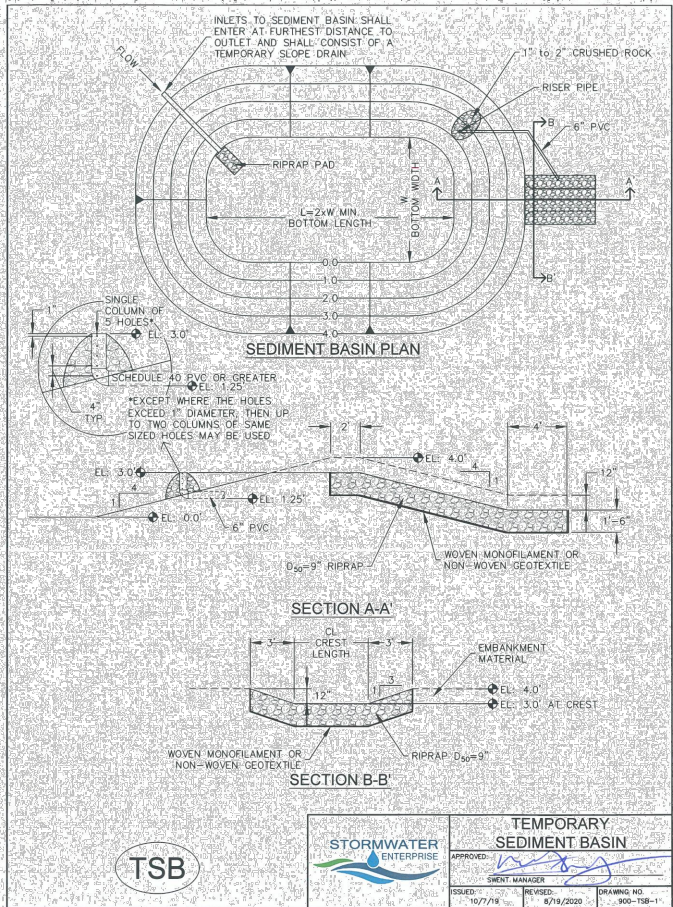 INLETS TO SEDIMENT BASIN SHALL
ENTER AT FURTHEST DISTANCE TO
OUTLET AND SHALL CONSIST OF A
TEMPORARY SLOPE DRAIN
FLOW
1" to 2" CRUSHED ROCK
RISER PIPE
B
6" PVC
RIPRAP PAD
A
A
W
BOTTOM WIDTH
L=2xW MIN.
BOTTOM LENGTH
B'
0.0
1.0
2.0
3.0
4.0
SEDIMENT BASIN PLAN
1"
SINGLE
COLUMN OF
5 HOLES*
EL: 3.0'
SCHEDULE 40 PVC OR GREATER
EL: 1.25'
4"
TYP
*EXCEPT WHERE THE HOLES
EXCEED 1" DIAMETER, THEN UP
TO TWO COLUMNS OF SAME
SIZED HOLES MAY BE USED
2'
4'
EL: 4.0'
4
1
12"
EL: 3.0'
4
1
EL: 1.25'
6" PVC
EL: 0.0'
1'-6"
D50=9" RIPRAP
WOVEN MONOFILAMENT OR
NON-WOVEN GEOTEXTILE
SECTION A-A'
CL
CREST
LENGTH
3'
3'
EMBANKMENT
MATERIAL
12"
3
1
EL: 4.0'
EL: 3.0' AT CREST
WOVEN MONOFILAMENT OR
NON-WOVEN GEOTEXTILE
RIPRAP D50=9"
SECTION B-B'
TSB
STORMWATER
ENTERPRISE
TEMPORARY
SEDIMENT BASIN
APPROVED:
SWENT MANAGER
ISSUED:
10/7/19
REVISED:
8/19/2020
DRAWING NO.
900-TSB-1